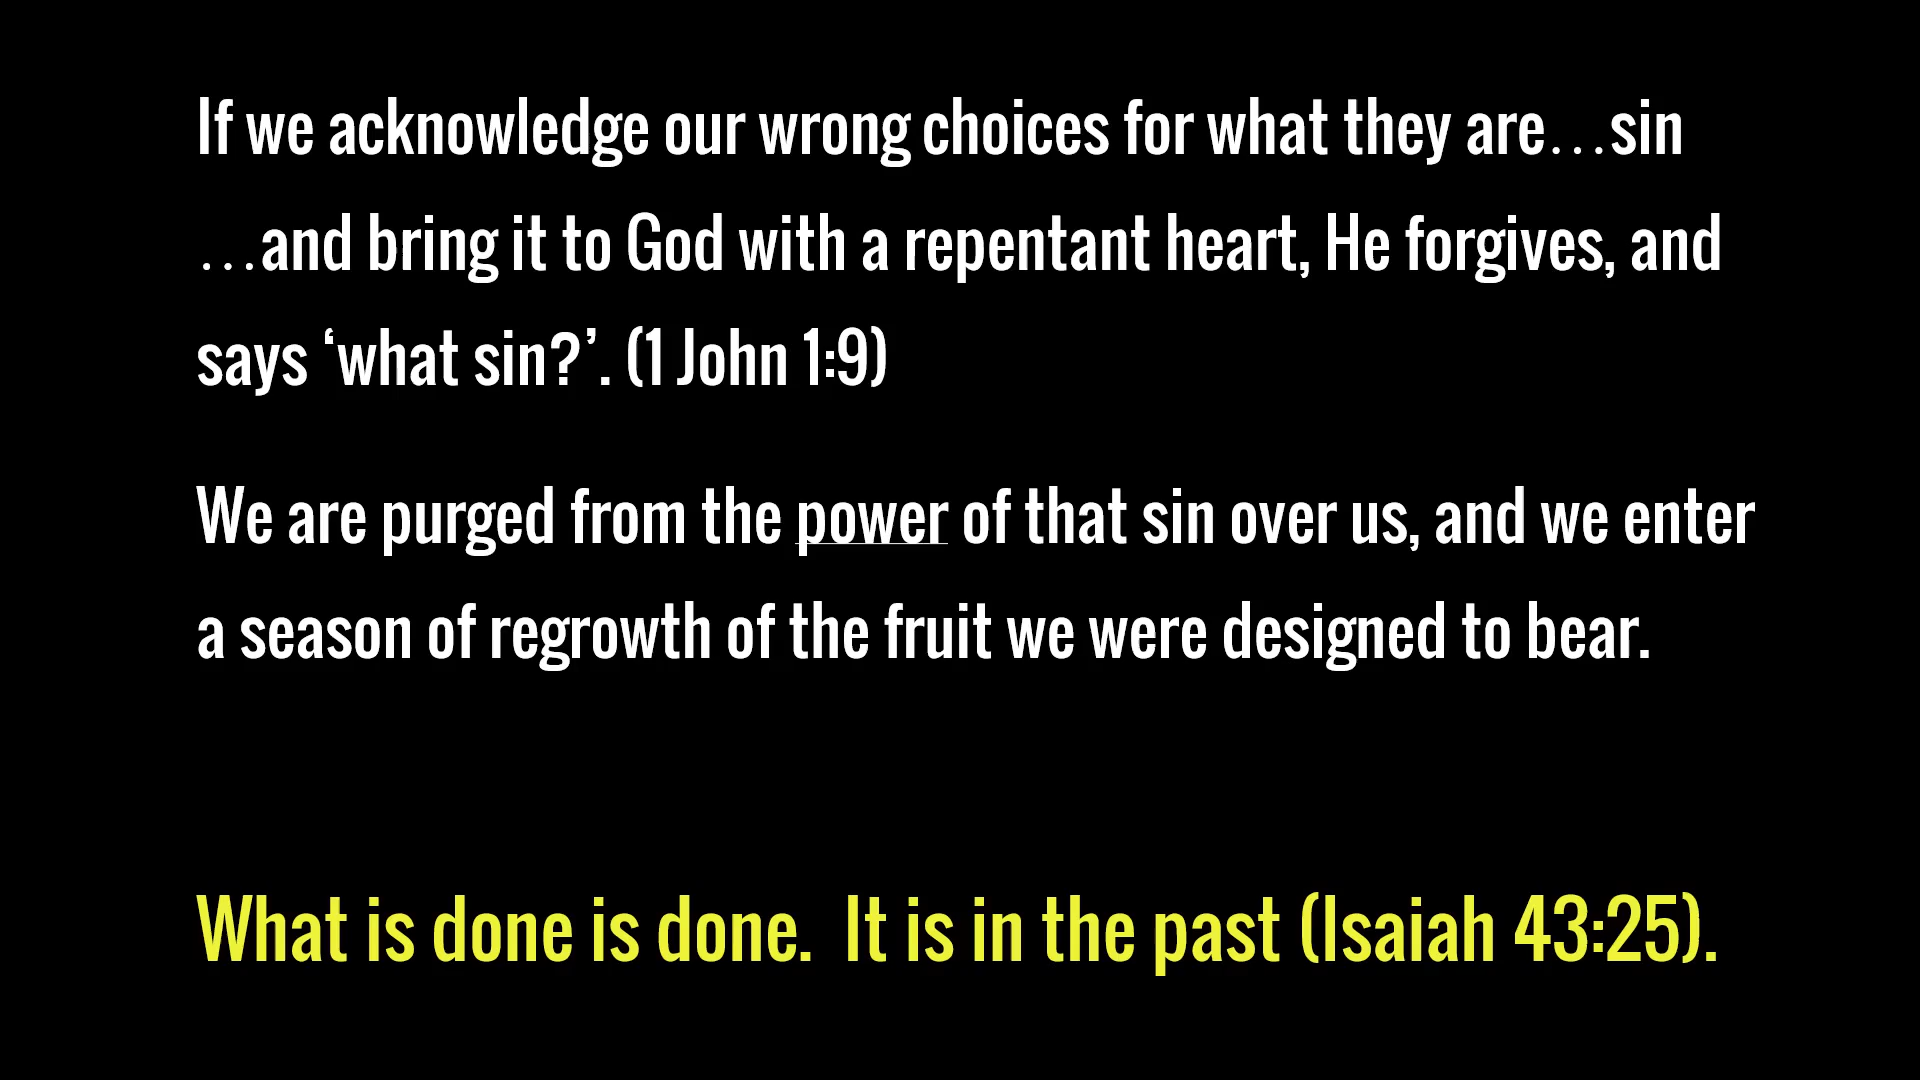 If we acknowledge our wrong choices for what they are…sin
…and bring it to God with a repentant heart, He forgives, and
says ‘what sin?’. (1 John 1:9)
We are purged from the power of that sin over us, and we enter
a season of regrowth of the fruit we were designed to bear.
What is done is done.  It is in the past (Isaiah 43:25).